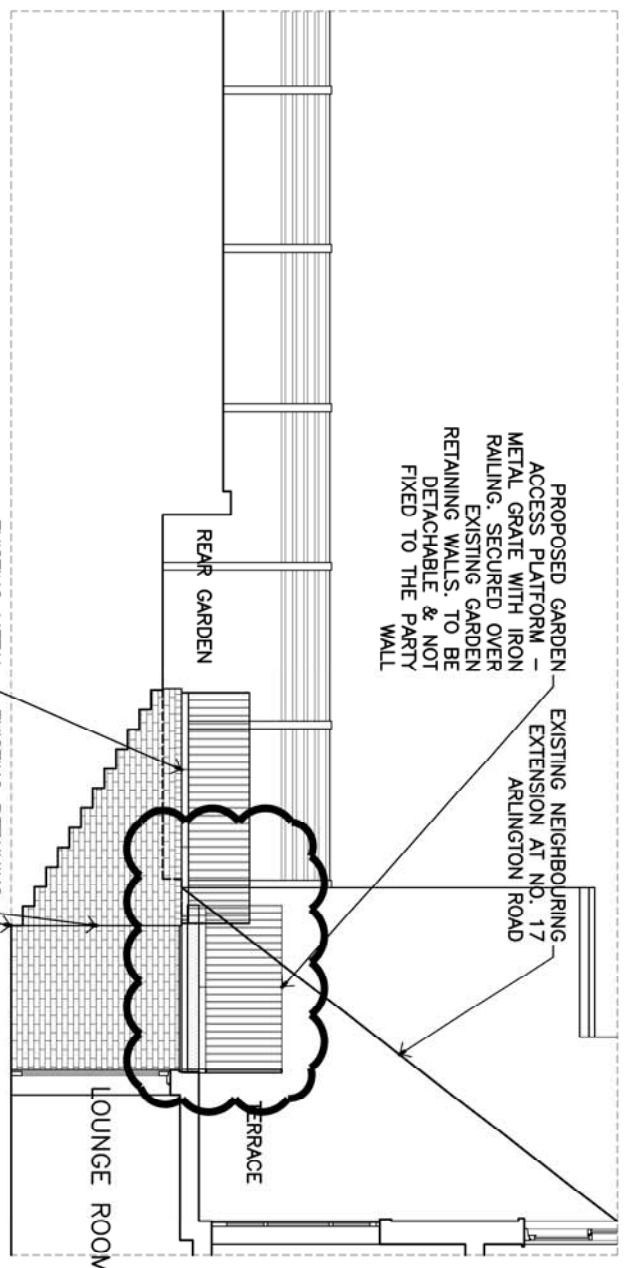 PROPOSED GARDEN
ACCESS PLATFORM -
METAL GRATE WITH IRON
RAILING. SECURED OVER
EXISTING GARDEN
RETAINING WALLS. TO BE
DETACHABLE & NOT
FIXED TO THE PARTY
WALL
EXISTING NEIGHBOURING
EXTENSION AT NO. 17
ARLINGTON ROAD
REAR GARDEN
TERRACE
LOUNGE ROOM